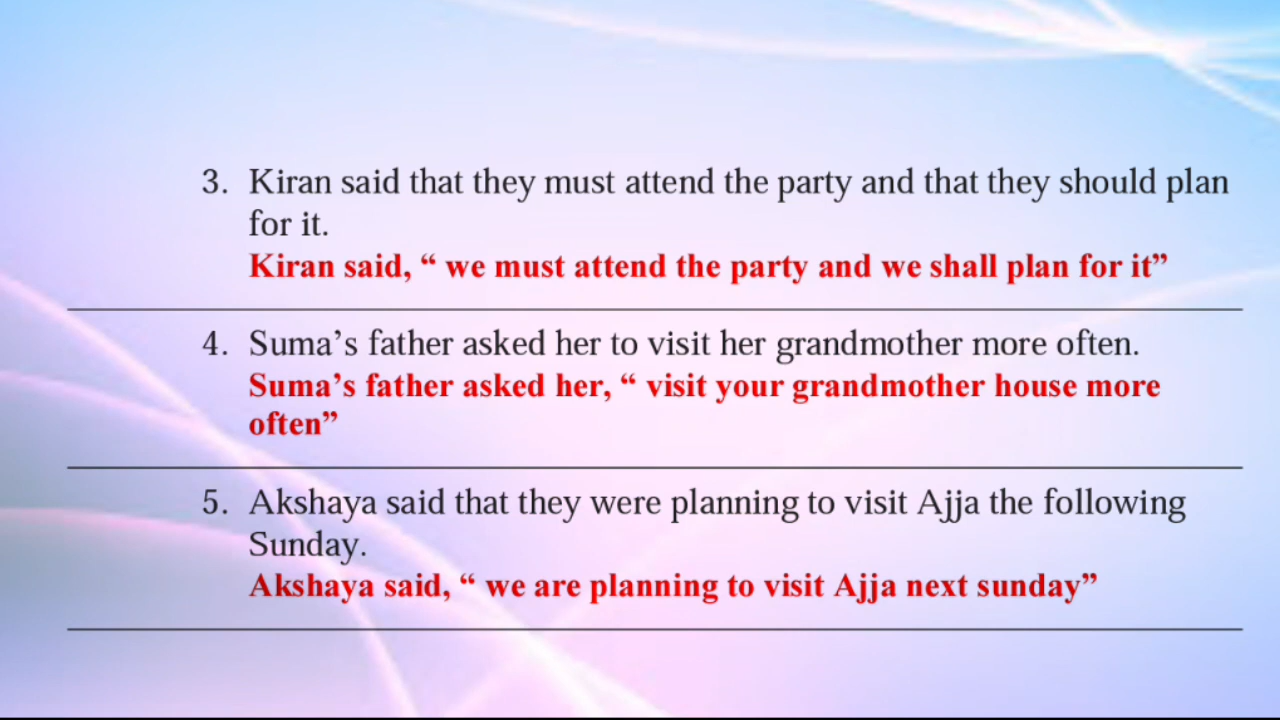 3. Kiran said that they must attend the party and that they should plan
for it.
Kiran said, “ we must attend the party and we shall plan for it”
4. Suma’s father asked her to visit her grandmother more often.
Suma’s father asked her, “ visit your grandmother house more
often”
5. Akshaya said that they were planning to visit Ajja the following
Sunday.
Akshaya said, “ we are planning to visit Ajja next sunday”